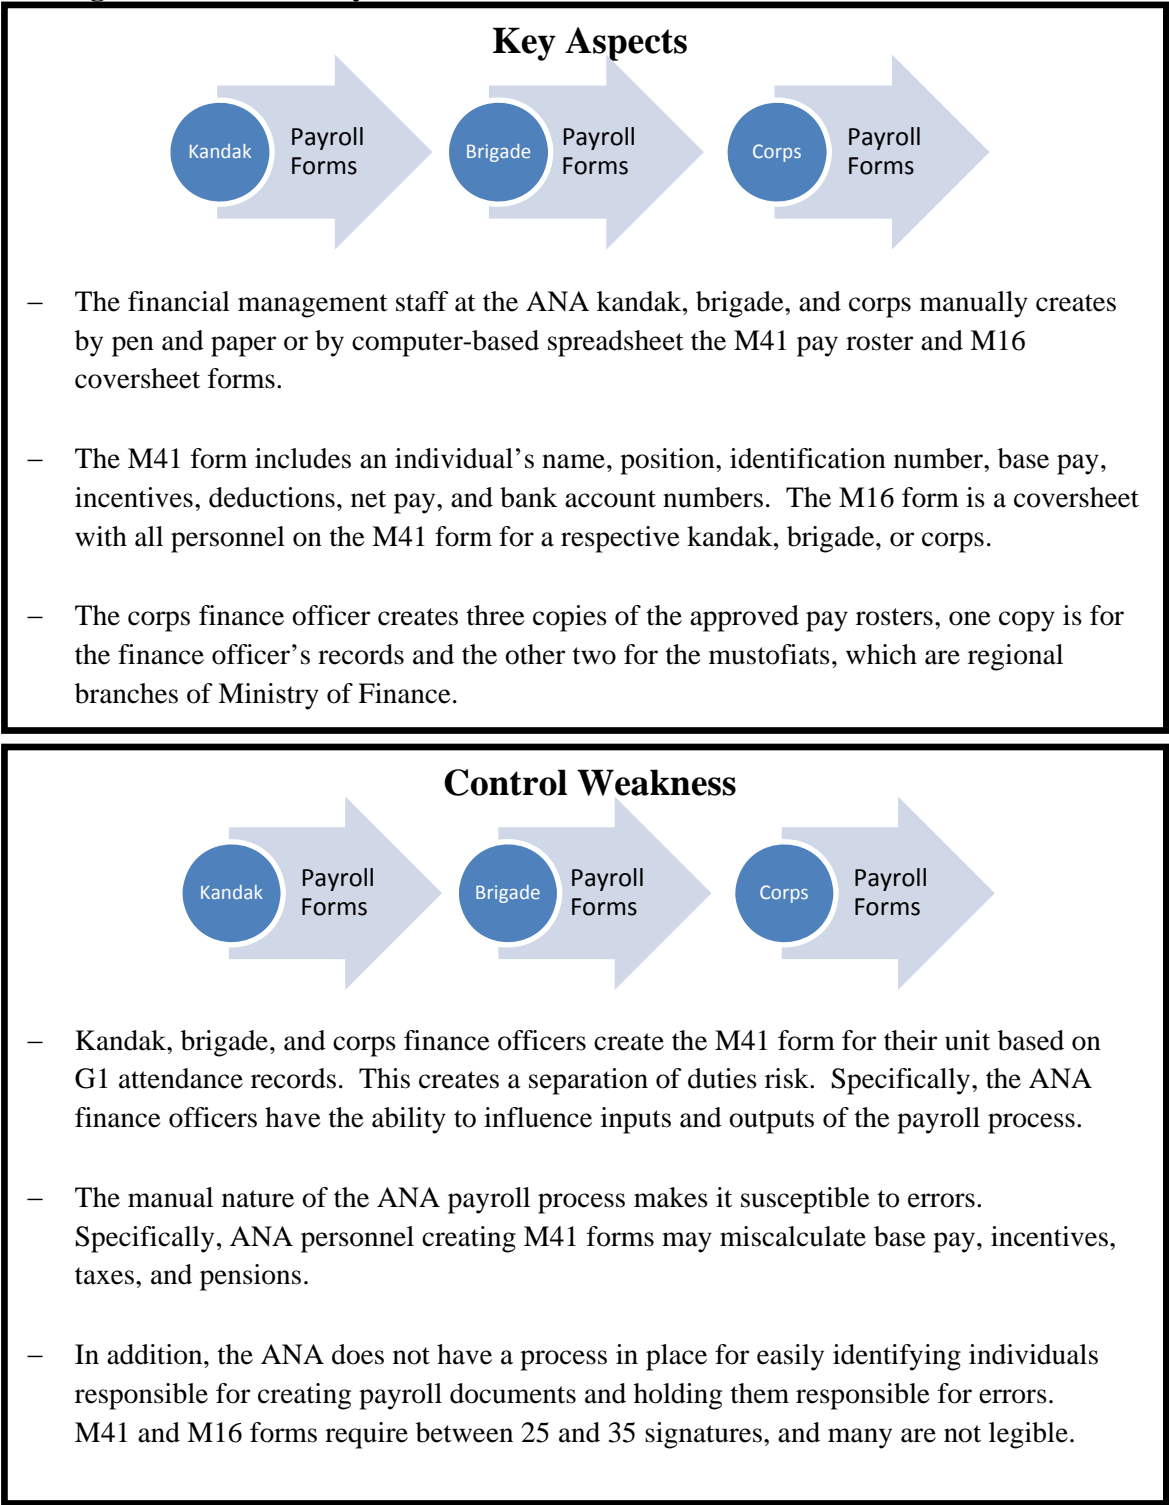 Key Aspects
Kandak
Payroll
Forms
Brigade
Payroll
Forms
Corps
Payroll
Forms
– The financial management staff at the ANA kandak, brigade, and corps manually creates
by pen and paper or by computer-based spreadsheet the M41 pay roster and M16
coversheet forms.
– The M41 form includes an individual’s name, position, identification number, base pay,
incentives, deductions, net pay, and bank account numbers. The M16 form is a coversheet
with all personnel on the M41 form for a respective kandak, brigade, or corps.
– The corps finance officer creates three copies of the approved pay rosters, one copy is for
the finance officer’s records and the other two for the mustofiats, which are regional
branches of Ministry of Finance.
Control Weakness
Kandak
Payroll
Forms
Brigade
Payroll
Forms
Corps
Payroll
Forms
– Kandak, brigade, and corps finance officers create the M41 form for their unit based on
G1 attendance records. This creates a separation of duties risk. Specifically, the ANA
finance officers have the ability to influence inputs and outputs of the payroll process.
– The manual nature of the ANA payroll process makes it susceptible to errors.
Specifically, ANA personnel creating M41 forms may miscalculate base pay, incentives,
taxes, and pensions.
– In addition, the ANA does not have a process in place for easily identifying individuals
responsible for creating payroll documents and holding them responsible for errors.
M41 and M16 forms require between 25 and 35 signatures, and many are not legible.